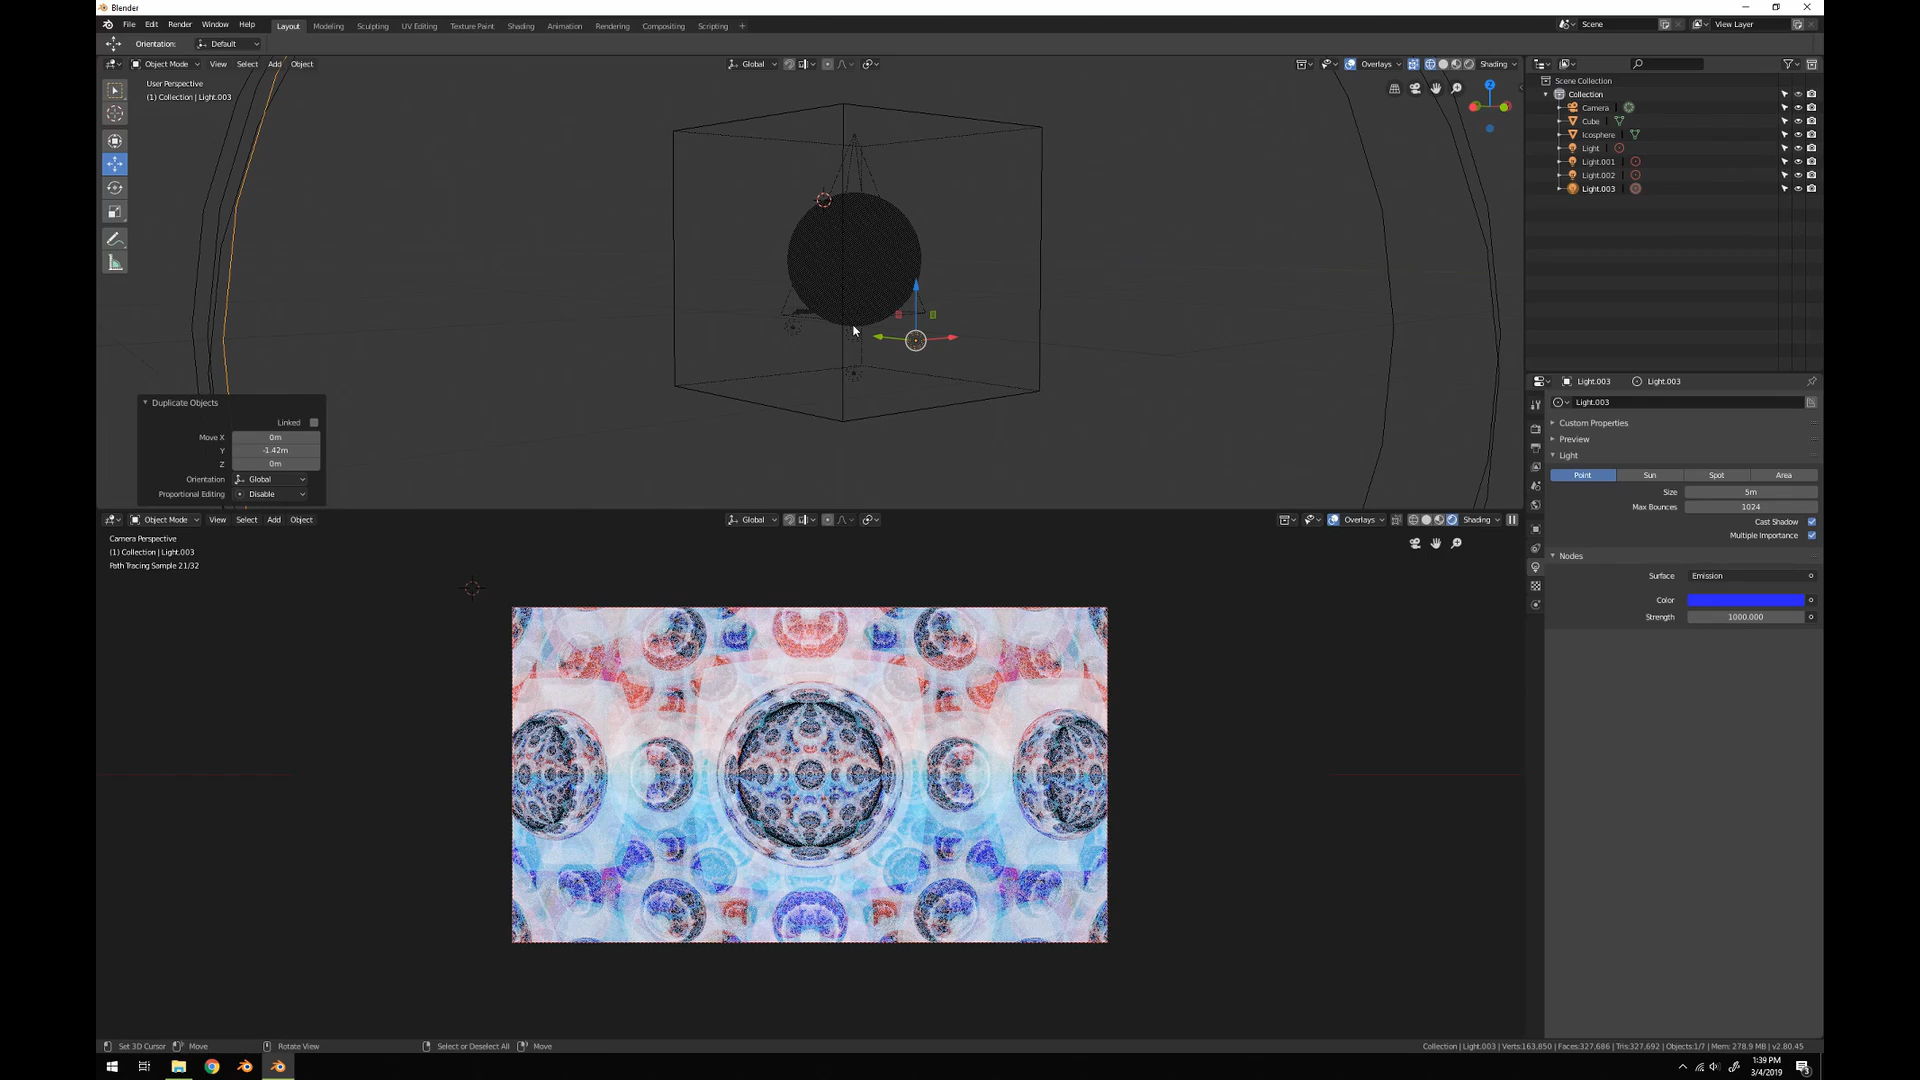 Blender
File Edit Render Window Help
Layout Modeling Sculpting UV Editing Texture Paint Shading Animation Rendering Compositing Scripting +
Scene
View Layer
Orientation: Default
Object Mode View Select Add Object
Global
Overlays
Shading
User Perspective
(1) Collection | Light.003
Z
Scene Collection
Collection
Camera
Cube
Icosphere
Light
Light.001
Light.002
Light.003
Duplicate Objects
Linked
Move X 0m
Y -1.42m
Z 0m
Orientation Global
Proportional Editing Disable
Light.003 Light.003
Light.003
Custom Properties
Preview
Light
Point Sun Spot Area
Size 5m
Max Bounces 1024
Cast Shadow
Multiple Importance
Nodes
Surface Emission
Color
Strength 1000.000
Object Mode View Select Add Object
Global
Overlays
Shading
Camera Perspective
(1) Collection | Light.003
Path Tracing Sample 21/32
Set 3D Cursor Move Rotate View Select or Deselect All Move
Collection | Light.003 | Verts:163,850 | Faces:327,686 | Tris:327,692 | Objects:1/7 | Mem: 278.9 MB | v2.80.45
1:39 PM
3/4/2019
3